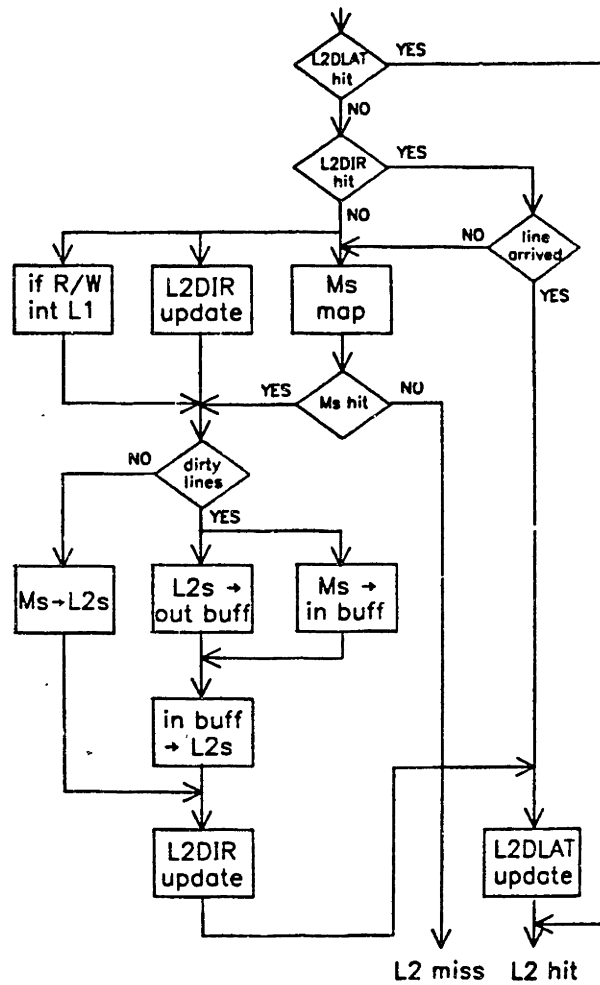 L2DLAT
hit
YES
NO
L2DIR
hit
YES
NO
NO
line
arrived
YES
if R/W
int L1
L2DIR
update
Ms
map
YES
Ms hit
NO
NO
dirty
lines
YES
Ms→L2s
L2s →
out buff
Ms →
in buff
in buff
→ L2s
L2DIR
update
L2DLAT
update
L2 miss
L2 hit